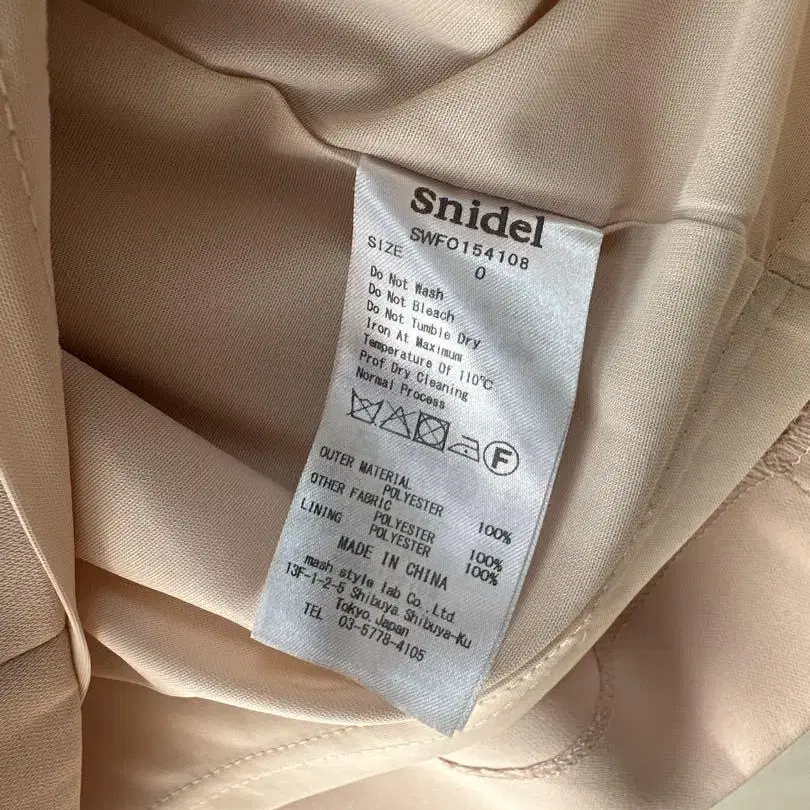 Snidel
SWFO154108
SIZE 0
Do Not Wash
Do Not Bleach
Do Not Tumble Dry
Iron At Maximum
Temperature Of 110℃
Prof Dry Cleaning
Normal Process
F
OUTER MATERIAL
POLYESTER 100%
OTHER FABRIC
POLYESTER 100%
LINING POLYESTER 100%
MADE IN CHINA
mash style lab Co.,Ltd
13F-1-2-5 Shibuya.Shibuya-Ku
Tokyo.Japan
TEL 03-5778-4105